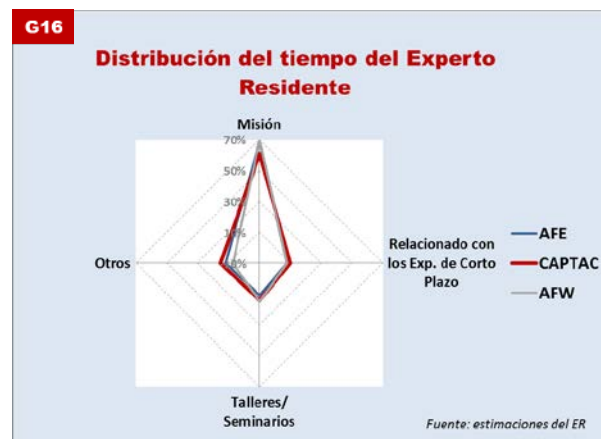 G16
Distribución del tiempo del Experto
Residente
Misión
70%
50%
30%
10%
Otros
Relacionado con
los Exp. de Corto
Plazo
AFE
CAPTAC
AFW
Talleres/
Seminarios
Fuente: estimaciones del ER